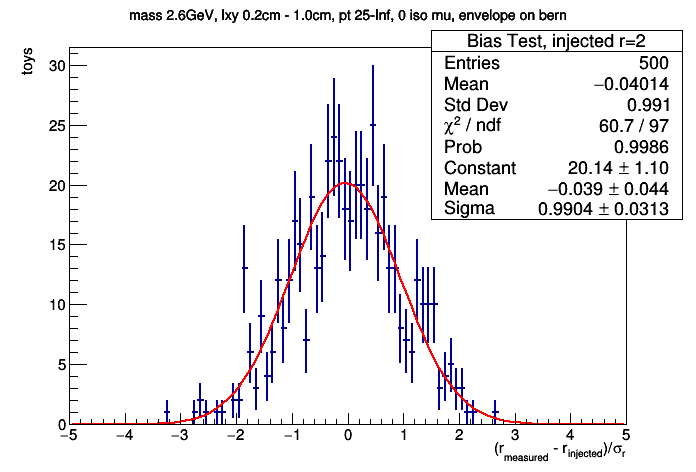 mass 2.6GeV, lxy 0.2cm - 1.0cm, pt 25-Inf, 0 iso mu, envelope on bern
Bias Test, injected r=2
Entries 500
Mean −0.04014
Std Dev 0.991
χ² / ndf 60.7 / 97
Prob 0.9986
Constant 20.14 ± 1.10
Mean −0.039 ± 0.044
Sigma 0.9904 ± 0.0313
toys
30
25
20
15
10
5
0
−5 −4 −3 −2 −1 0 1 2 3 4 5
(r_measured - r_injected)/σ_r